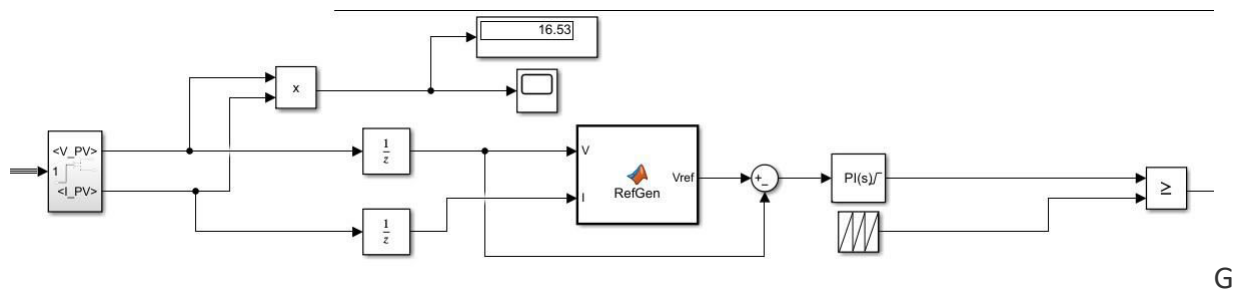 16.53
x
<V_PV>
1
<I_PV>
1
z
1
z
V
I
RefGen
Vref
+
−
PI(s)
≥
G